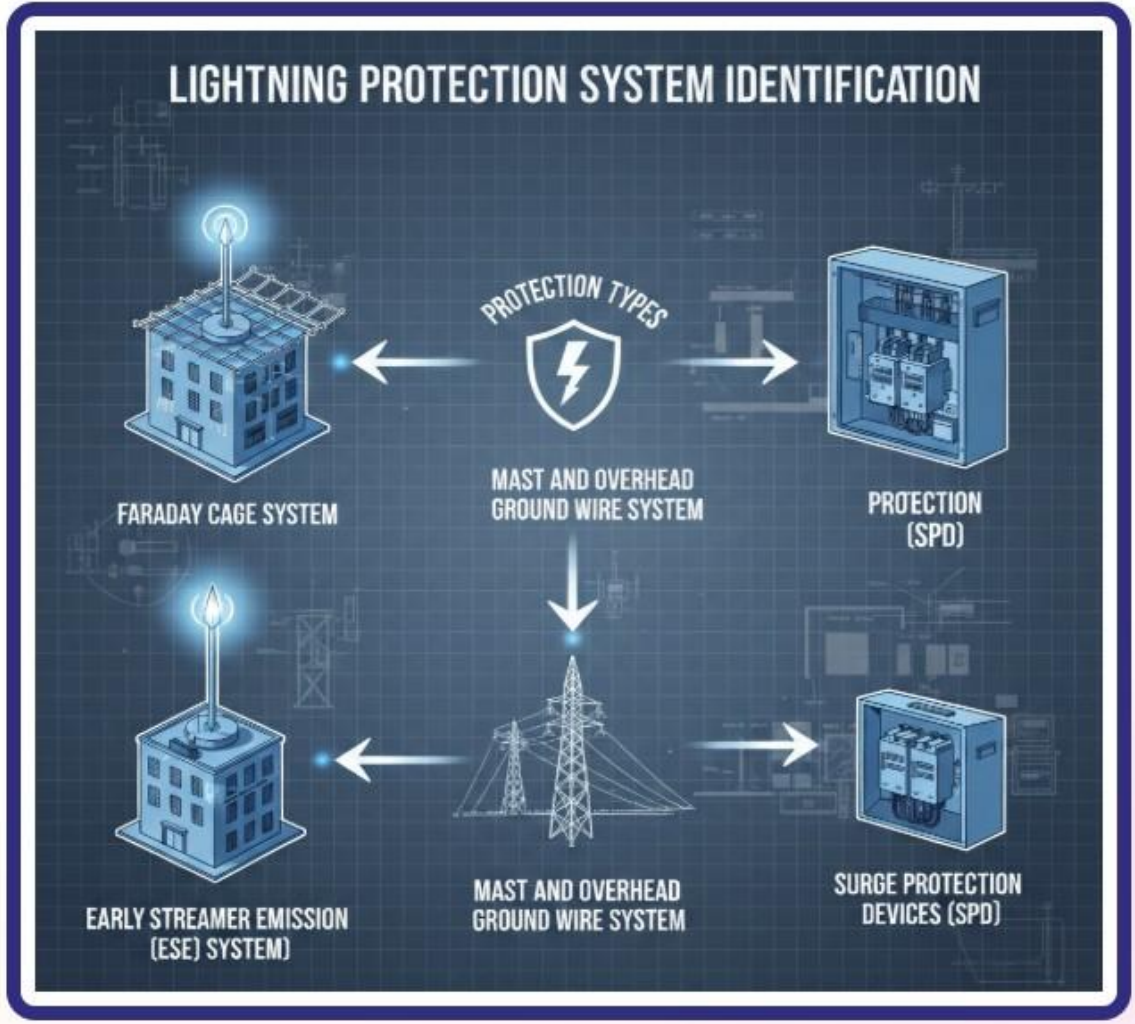 LIGHTNING PROTECTION SYSTEM IDENTIFICATION
PROTECTION TYPES
FARADAY CAGE SYSTEM
MAST AND OVERHEAD
GROUND WIRE SYSTEM
PROTECTION
(SPD)
EARLY STREAMER EMISSION
(ESE) SYSTEM)
MAST AND OVERHEAD
GROUND WIRE SYSTEM
SURGE PROTECTION
DEVICES (SPD)